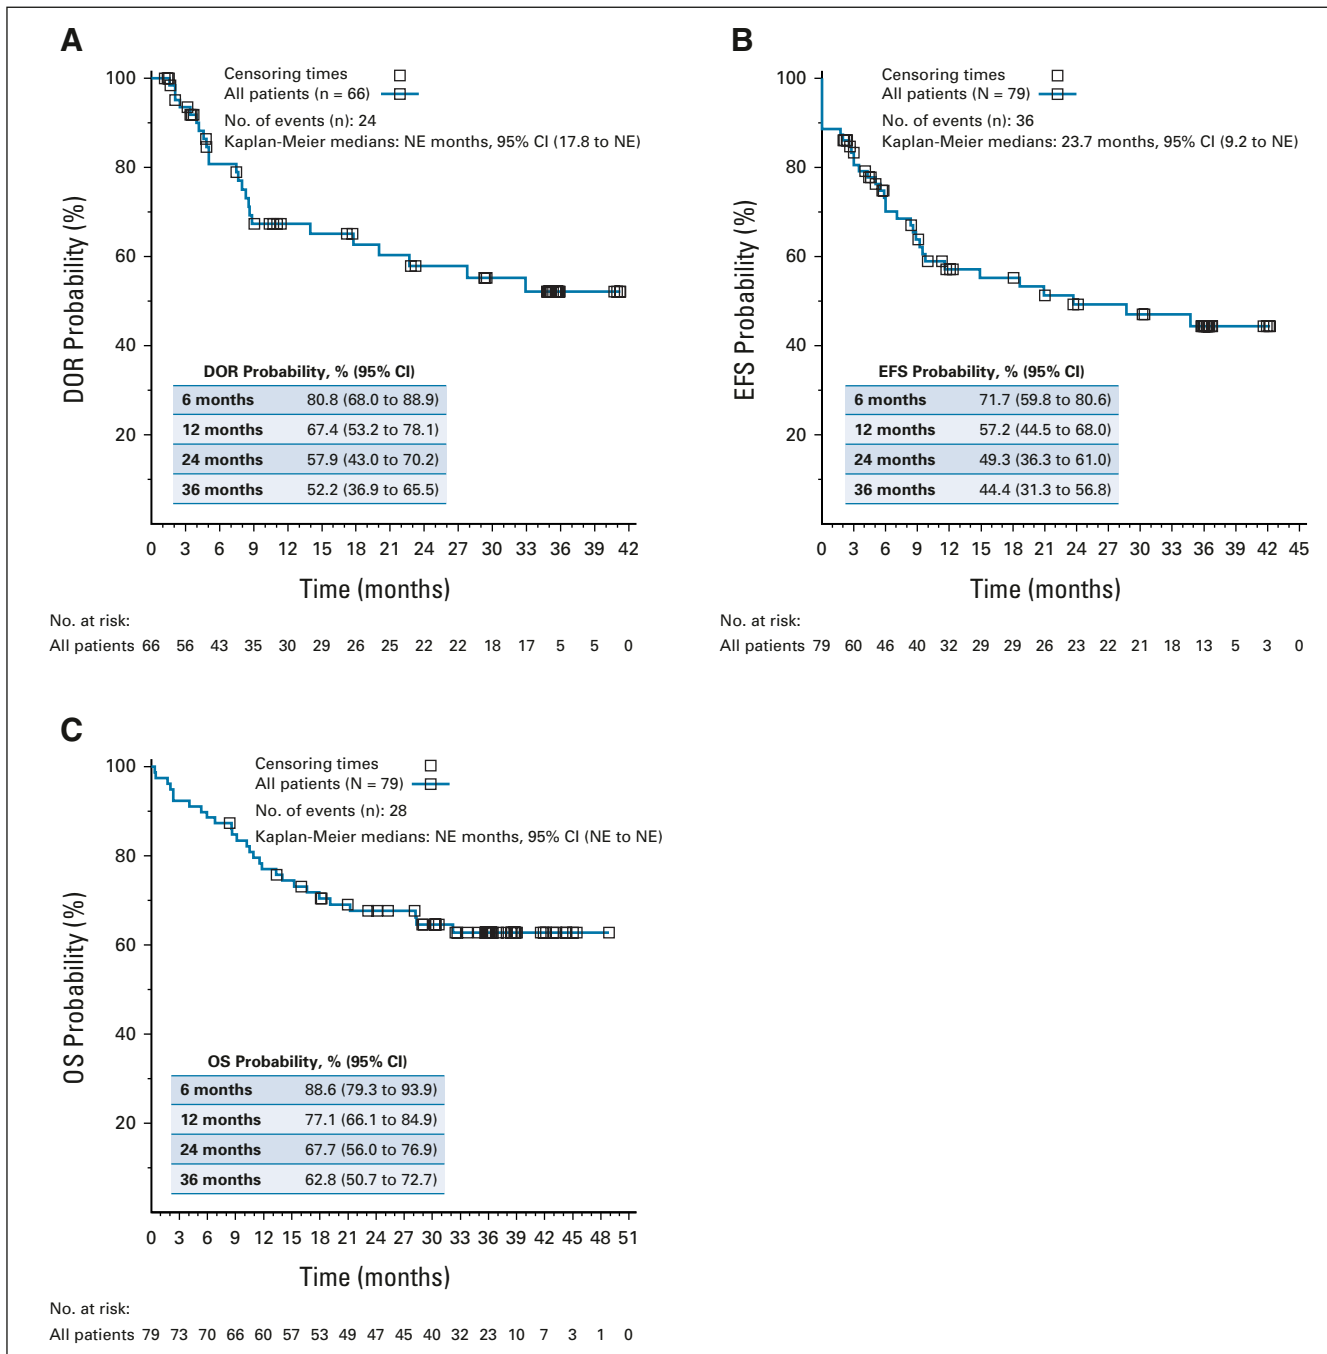 A
Censoring times
All patients (n = 66)
No. of events (n): 24
Kaplan-Meier medians: NE months, 95% CI (17.8 to NE)
DOR Probability (%)
100
80
60
40
20
DOR Probability, % (95% CI)
6 months 80.8 (68.0 to 88.9)
12 months 67.4 (53.2 to 78.1)
24 months 57.9 (43.0 to 70.2)
36 months 52.2 (36.9 to 65.5)
0 3 6 9 12 15 18 21 24 27 30 33 36 39 42
Time (months)
No. at risk:
All patients 66 56 43 35 30 29 26 25 22 22 18 17 5 5 0
B
Censoring times
All patients (N = 79)
No. of events (n): 36
Kaplan-Meier medians: 23.7 months, 95% CI (9.2 to NE)
EFS Probability (%)
100
80
60
40
20
EFS Probability, % (95% CI)
6 months 71.7 (59.8 to 80.6)
12 months 57.2 (44.5 to 68.0)
24 months 49.3 (36.3 to 61.0)
36 months 44.4 (31.3 to 56.8)
0 3 6 9 12 15 18 21 24 27 30 33 36 39 42 45
Time (months)
No. at risk:
All patients 79 60 46 40 32 29 29 26 23 22 21 18 13 5 3 0
C
Censoring times
All patients (N = 79)
No. of events (n): 28
Kaplan-Meier medians: NE months, 95% CI (NE to NE)
OS Probability (%)
100
80
60
40
20
OS Probability, % (95% CI)
6 months 88.6 (79.3 to 93.9)
12 months 77.1 (66.1 to 84.9)
24 months 67.7 (56.0 to 76.9)
36 months 62.8 (50.7 to 72.7)
0 3 6 9 12 15 18 21 24 27 30 33 36 39 42 45 48 51
Time (months)
No. at risk:
All patients 79 73 70 66 60 57 53 49 47 45 40 32 23 10 7 3 1 0